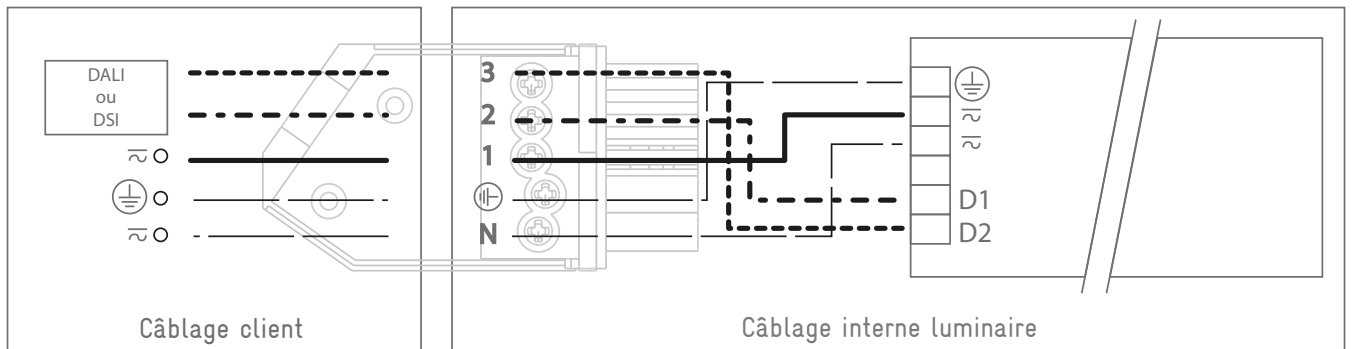 DALI
ou
DSI
3
2
1
N
D1
D2
Câblage client
Câblage interne luminaire